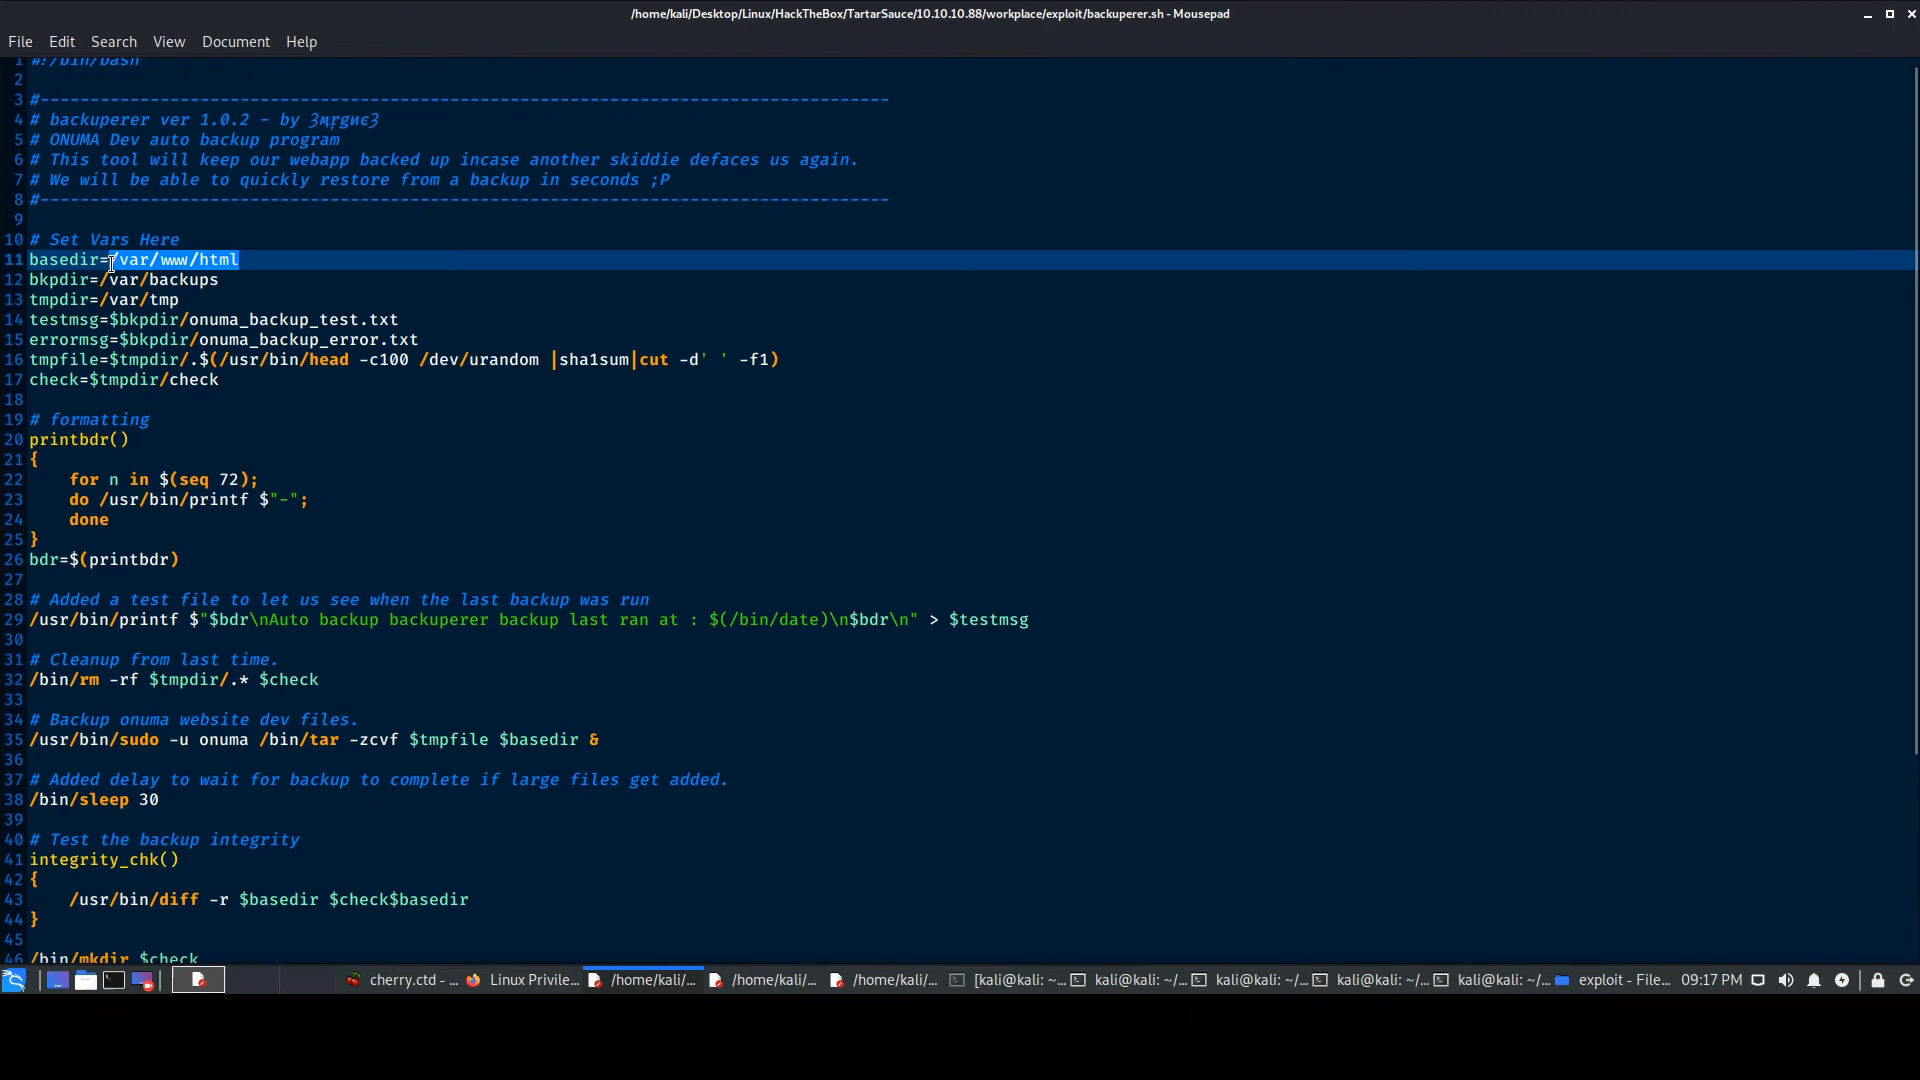 /home/kali/Desktop/Linux/HackTheBox/TartarSauce/10.10.10.88/workplace/exploit/backuperer.sh - Mousepad
File Edit Search View Document Help
1 #!/bin/bash
2
3 #-------------------------------------------------------------------------------------
4 # backuperer ver 1.0.2 - by ȜӎŗgͷͼȜ
5 # ONUMA Dev auto backup program
6 # This tool will keep our webapp backed up incase another skiddie defaces us again.
7 # We will be able to quickly restore from a backup in seconds ;P
8 #-------------------------------------------------------------------------------------
9
10 # Set Vars Here
11 basedir=/var/www/html
12 bkpdir=/var/backups
13 tmpdir=/var/tmp
14 testmsg=$bkpdir/onuma_backup_test.txt
15 errormsg=$bkpdir/onuma_backup_error.txt
16 tmpfile=$tmpdir/.$(/usr/bin/head -c100 /dev/urandom |sha1sum|cut -d' ' -f1)
17 check=$tmpdir/check
18
19 # formatting
20 printbdr()
21 {
22     for n in $(seq 72);
23     do /usr/bin/printf $"-";
24     done
25 }
26 bdr=$(printbdr)
27
28 # Added a test file to let us see when the last backup was run
29 /usr/bin/printf $"$bdr\nAuto backup backuperer backup last ran at : $(/bin/date)\n$bdr\n" > $testmsg
30
31 # Cleanup from last time.
32 /bin/rm -rf $tmpdir/.* $check
33
34 # Backup onuma website dev files.
35 /usr/bin/sudo -u onuma /bin/tar -zcvf $tmpfile $basedir &
36
37 # Added delay to wait for backup to complete if large files get added.
38 /bin/sleep 30
39
40 # Test the backup integrity
41 integrity_chk()
42 {
43     /usr/bin/diff -r $basedir $check$basedir
44 }
45
46 /bin/mkdir $check
cherry.ctd - ... Linux Privile... /home/kali/... /home/kali/... /home/kali/... [kali@kali: ~... kali@kali: ~/... kali@kali: ~/... kali@kali: ~/... kali@kali: ~/... exploit - File... 09:17 PM